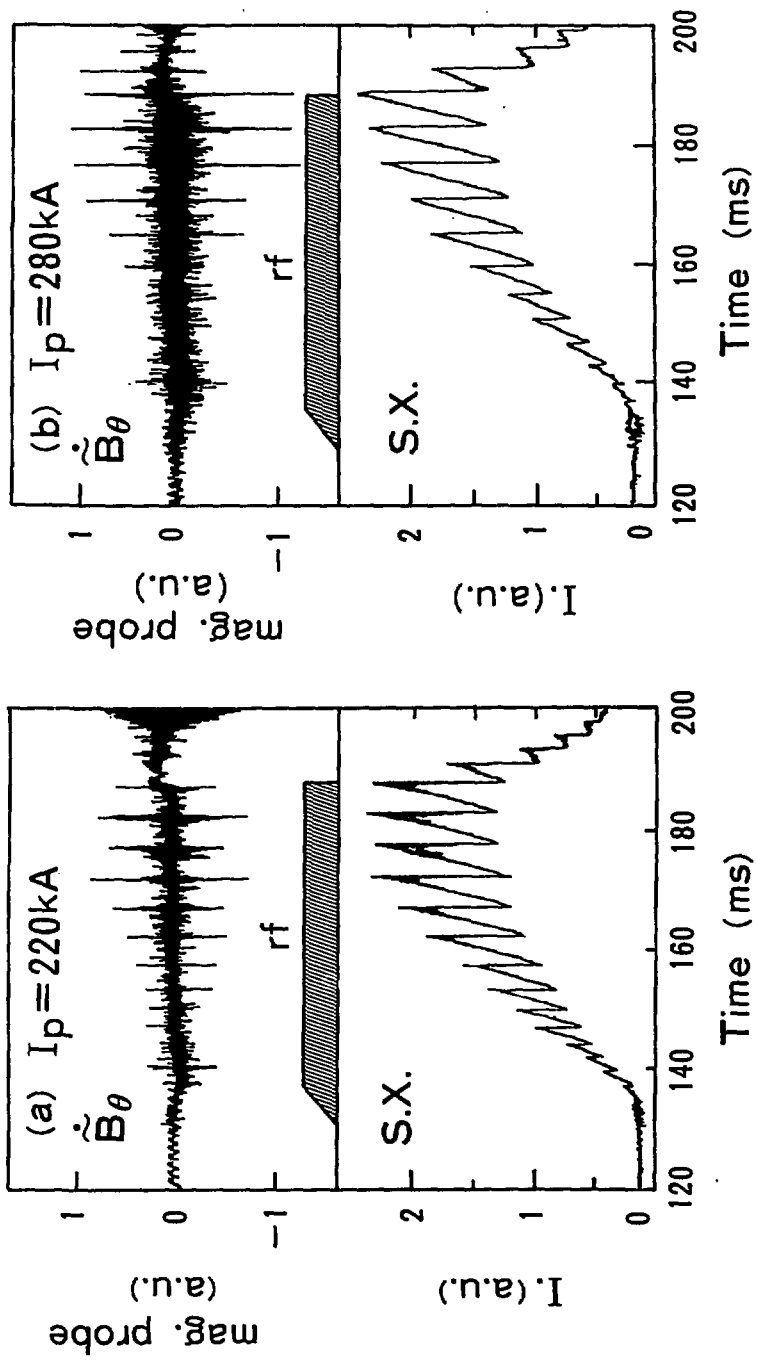 (a) Ip=220kA
˙B̃θ
mag. probe
(a.u.)
1
0
−1
rf
S.X.
I.(a.u.)
2
1
0
120 140 160 180 200
Time (ms)
(b) Ip=280kA
˙B̃θ
mag. probe
(a.u.)
1
0
−1
rf
S.X.
I.(a.u.)
2
1
0
120 140 160 180 200
Time (ms)